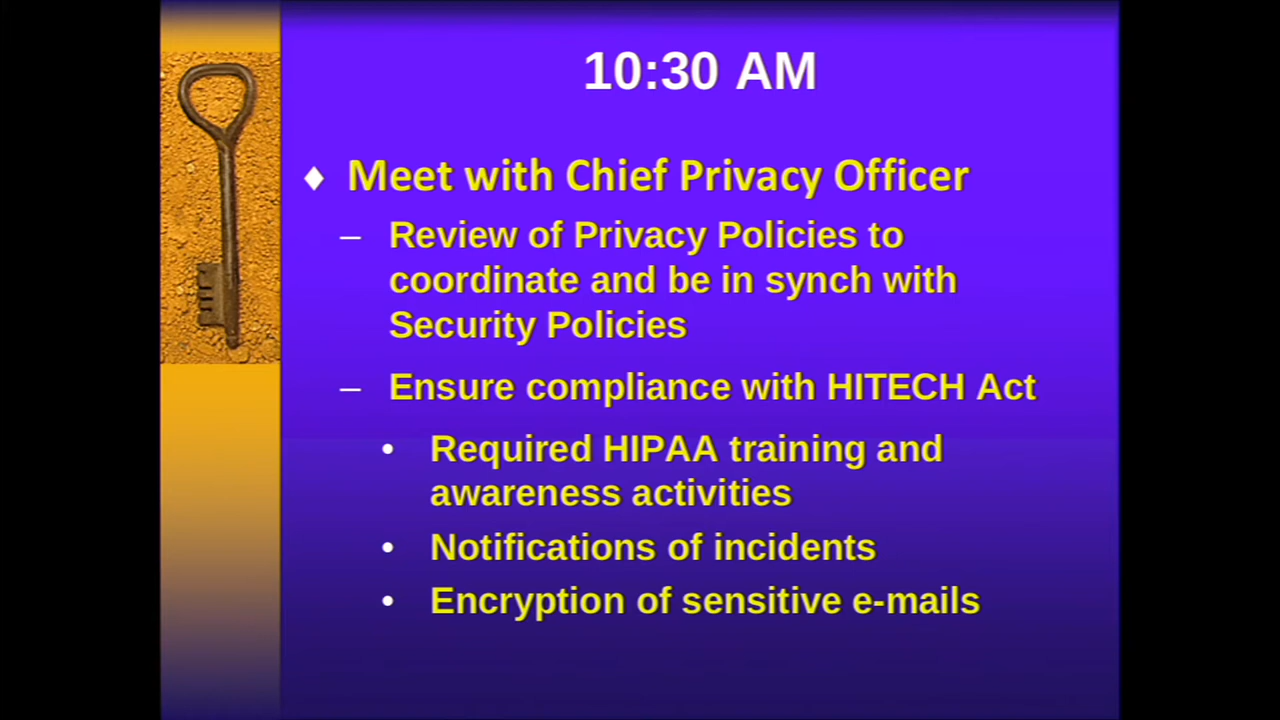 10:30 AM
♦ Meet with Chief Privacy Officer
– Review of Privacy Policies to
coordinate and be in synch with
Security Policies
– Ensure compliance with HITECH Act
• Required HIPAA training and
awareness activities
• Notifications of incidents
• Encryption of sensitive e-mails